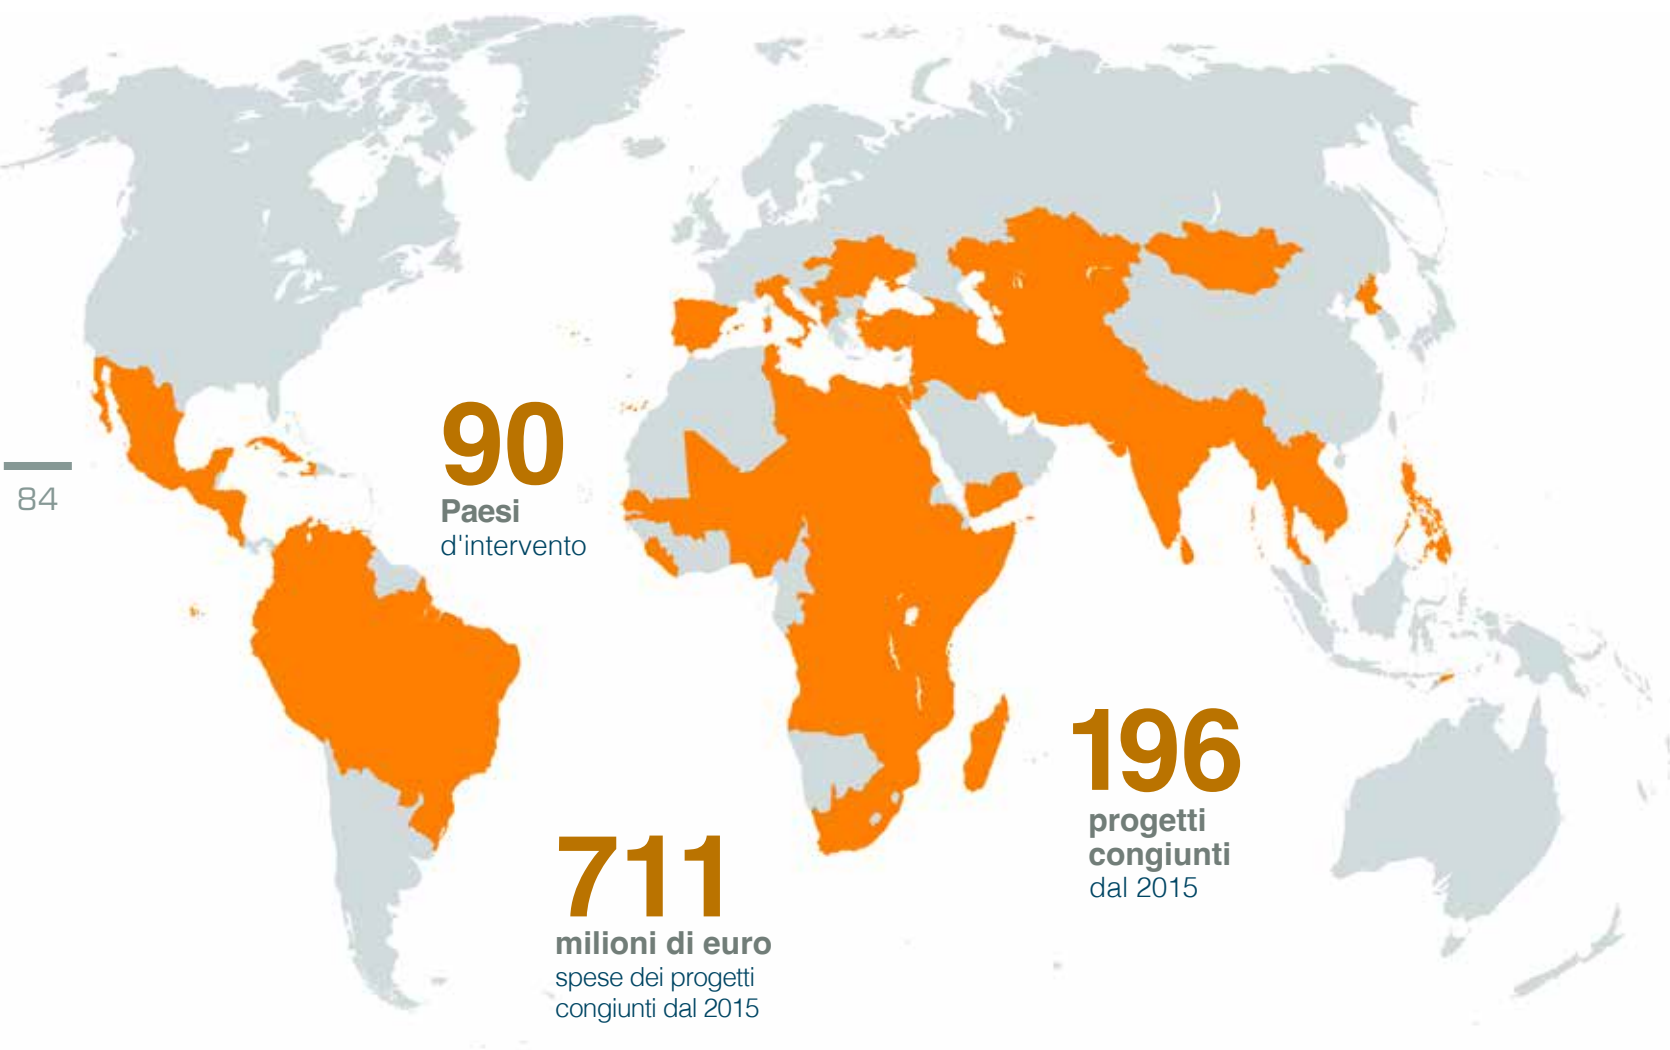 90
Paesi
d'intervento
84
196
progetti
congiunti
dal 2015
711
milioni di euro
spese dei progetti
congiunti dal 2015